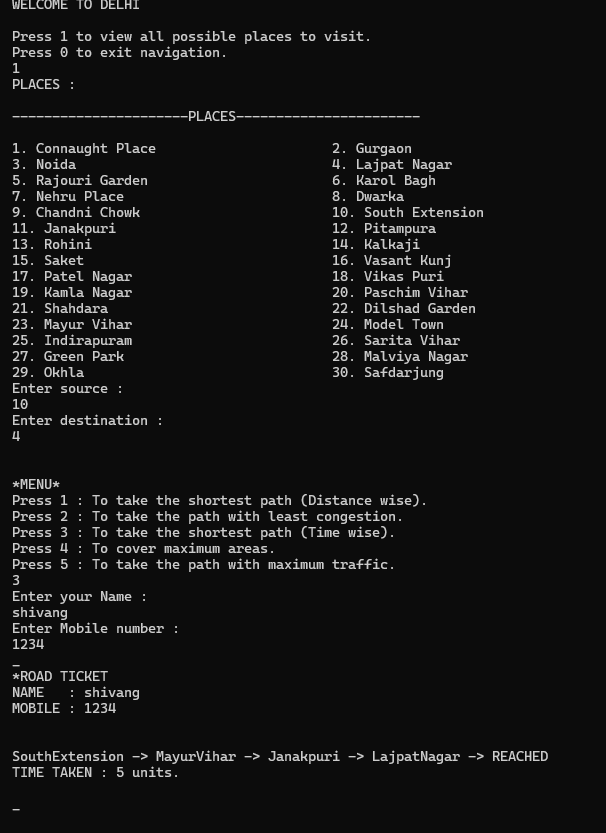 WELCOME TO DELHI
Press 1 to view all possible places to visit.
Press 0 to exit navigation.
1
PLACES :
----------------------PLACES-----------------------
1. Connaught Place 2. Gurgaon
3. Noida 4. Lajpat Nagar
5. Rajouri Garden 6. Karol Bagh
7. Nehru Place 8. Dwarka
9. Chandni Chowk 10. South Extension
11. Janakpuri 12. Pitampura
13. Rohini 14. Kalkaji
15. Saket 16. Vasant Kunj
17. Patel Nagar 18. Vikas Puri
19. Kamla Nagar 20. Paschim Vihar
21. Shahdara 22. Dilshad Garden
23. Mayur Vihar 24. Model Town
25. Indirapuram 26. Sarita Vihar
27. Green Park 28. Malviya Nagar
29. Okhla 30. Safdarjung
Enter source :
10
Enter destination :
4
*MENU*
Press 1 : To take the shortest path (Distance wise).
Press 2 : To take the path with least congestion.
Press 3 : To take the shortest path (Time wise).
Press 4 : To cover maximum areas.
Press 5 : To take the path with maximum traffic.
3
Enter your Name :
shivang
Enter Mobile number :
1234
_
*ROAD TICKET
NAME   : shivang
MOBILE : 1234
SouthExtension -> MayurVihar -> Janakpuri -> LajpatNagar -> REACHED
TIME TAKEN : 5 units.
_